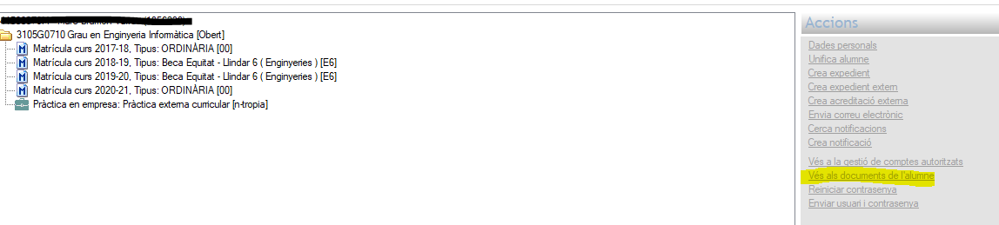 3105G0710 Grau en Enginyeria Informàtica [Obert]
Matrícula curs 2017-18, Tipus: ORDINÀRIA [00]
Matrícula curs 2018-19, Tipus: Beca Equitat - Llindar 6 ( Enginyeries ) [E6]
Matrícula curs 2019-20, Tipus: Beca Equitat - Llindar 6 ( Enginyeries ) [E6]
Matrícula curs 2020-21, Tipus: ORDINÀRIA [00]
Pràctica en empresa: Pràctica externa curricular [n-tropia]
Accions
Dades personals
Unifica alumne
Crea expedient
Crea expedient extern
Crea acreditació externa
Envia correu electrònic
Cerca notificacions
Crea notificació
Vés a la gestió de comptes autoritzats
Vés als documents de l'alumne
Reiniciar contrasenya
Enviar usuari i contrasenya